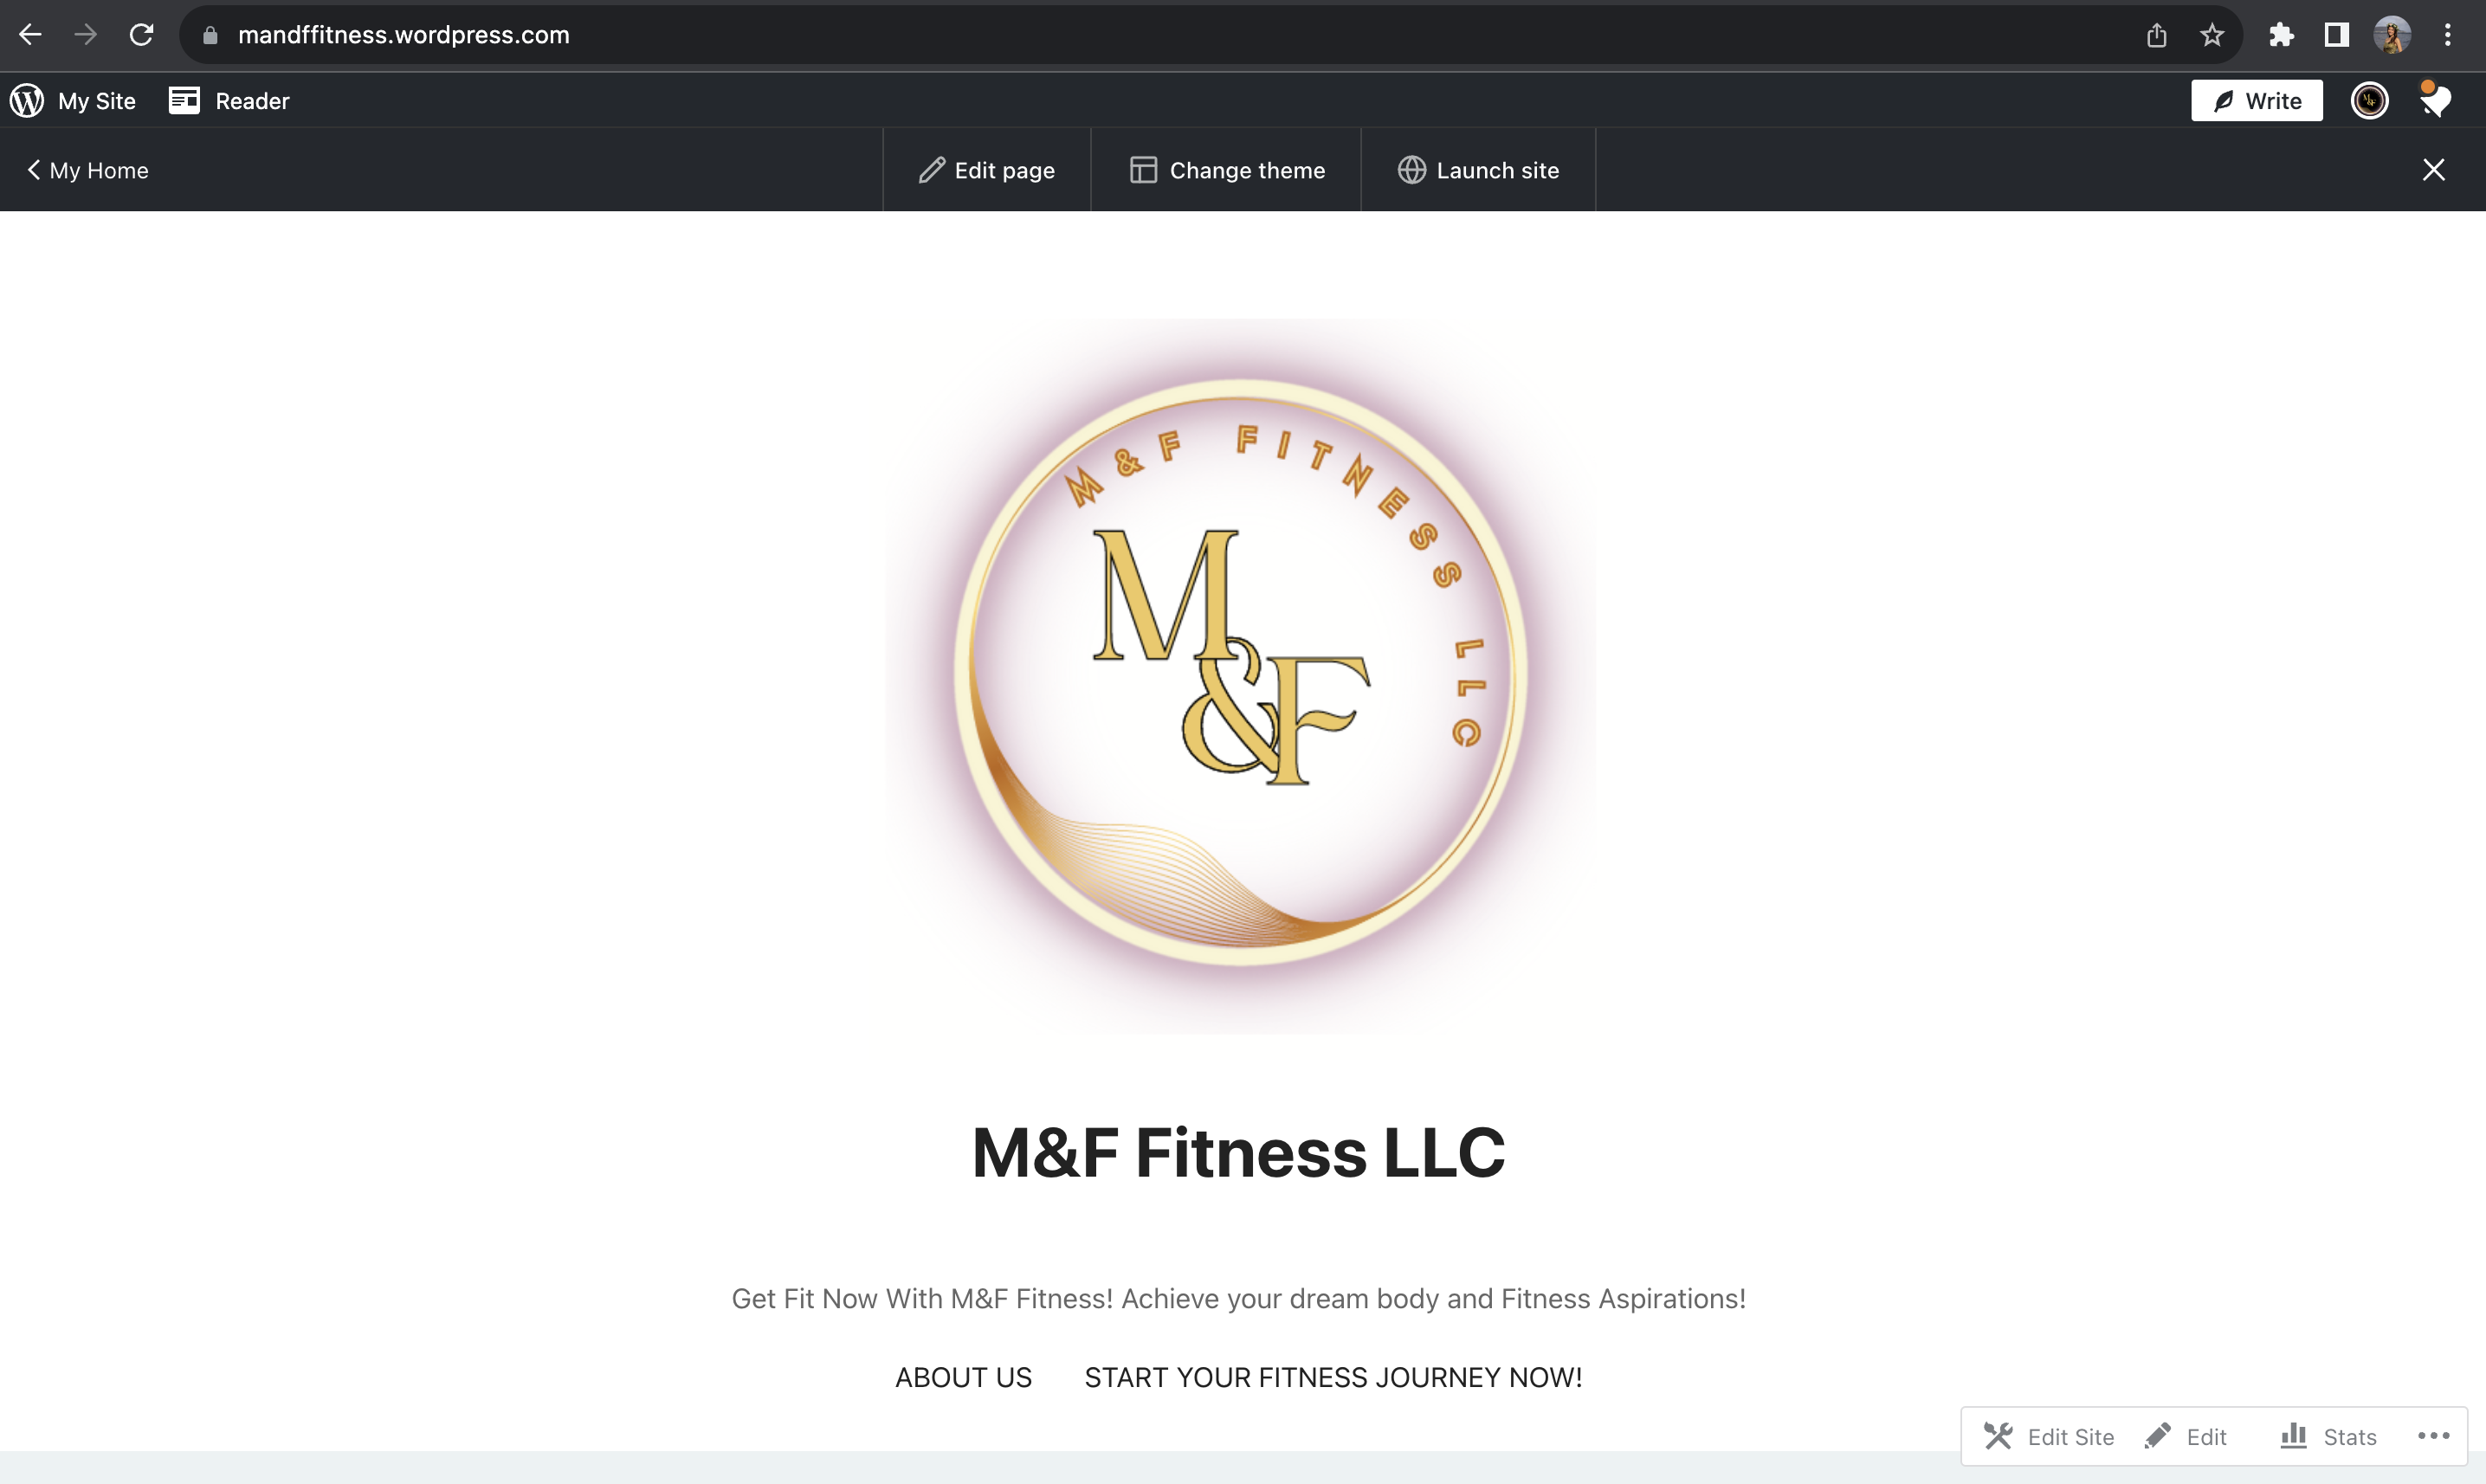 mandffitness.wordpress.com
My Site Reader Write
My Home Edit page Change theme Launch site
M&F FITNESS LLC
M&F
M&F Fitness LLC
Get Fit Now With M&F Fitness! Achieve your dream body and Fitness Aspirations!
ABOUT US START YOUR FITNESS JOURNEY NOW!
Edit Site Edit Stats